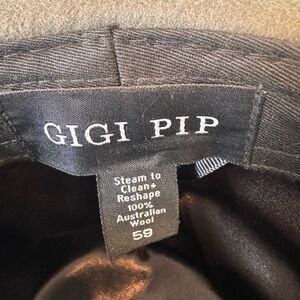 GIGI PIP
Steam to
Clean+
Reshape
100%
Australian
Wool
59